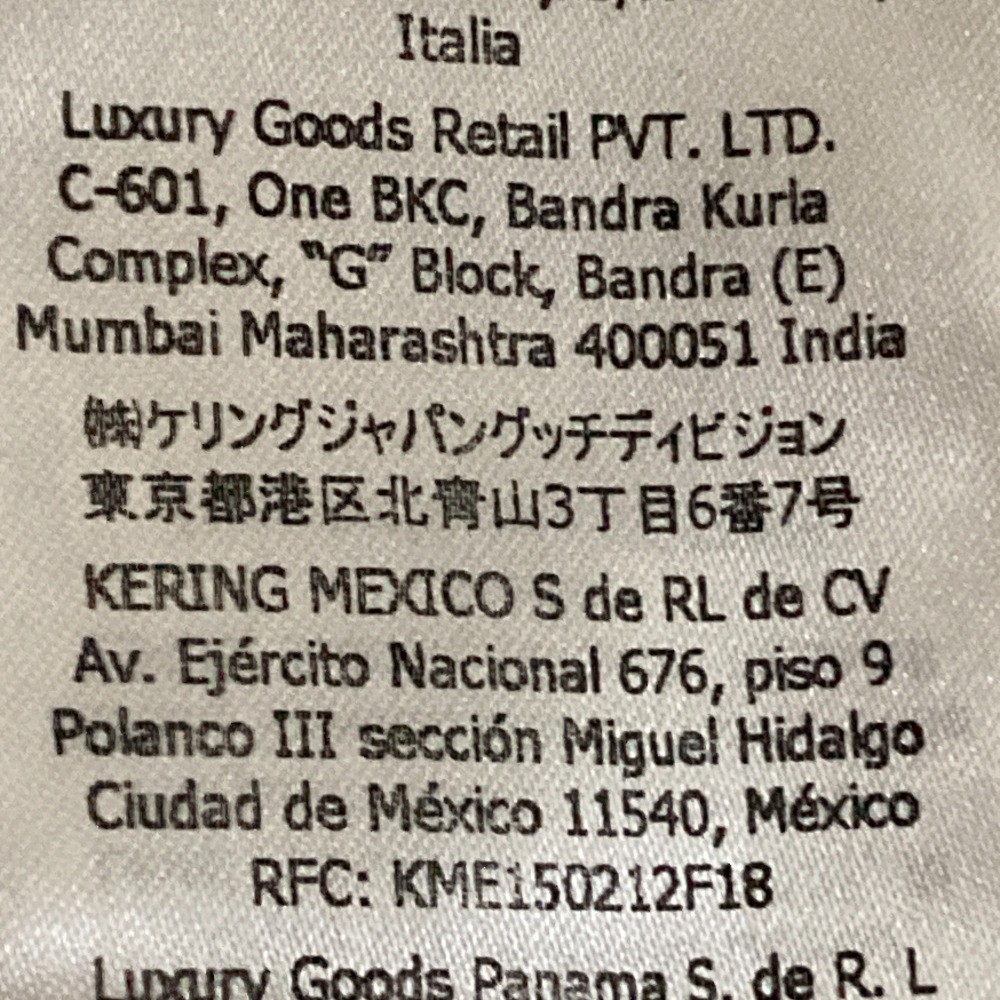 Italia
Luxury Goods Retail PVT. LTD.
C-601, One BKC, Bandra Kurla
Complex, "G" Block, Bandra (E)
Mumbai Maharashtra 400051 India
㈱ケリングジャパングッチディビジョン
東京都港区北青山3丁目6番7号
KERING MEXICO S de RL de CV
Av. Ejército Nacional 676, piso 9
Polanco III sección Miguel Hidalgo
Ciudad de México 11540, México
RFC: KME150212F18
Luxury Goods Panama S. de R. L